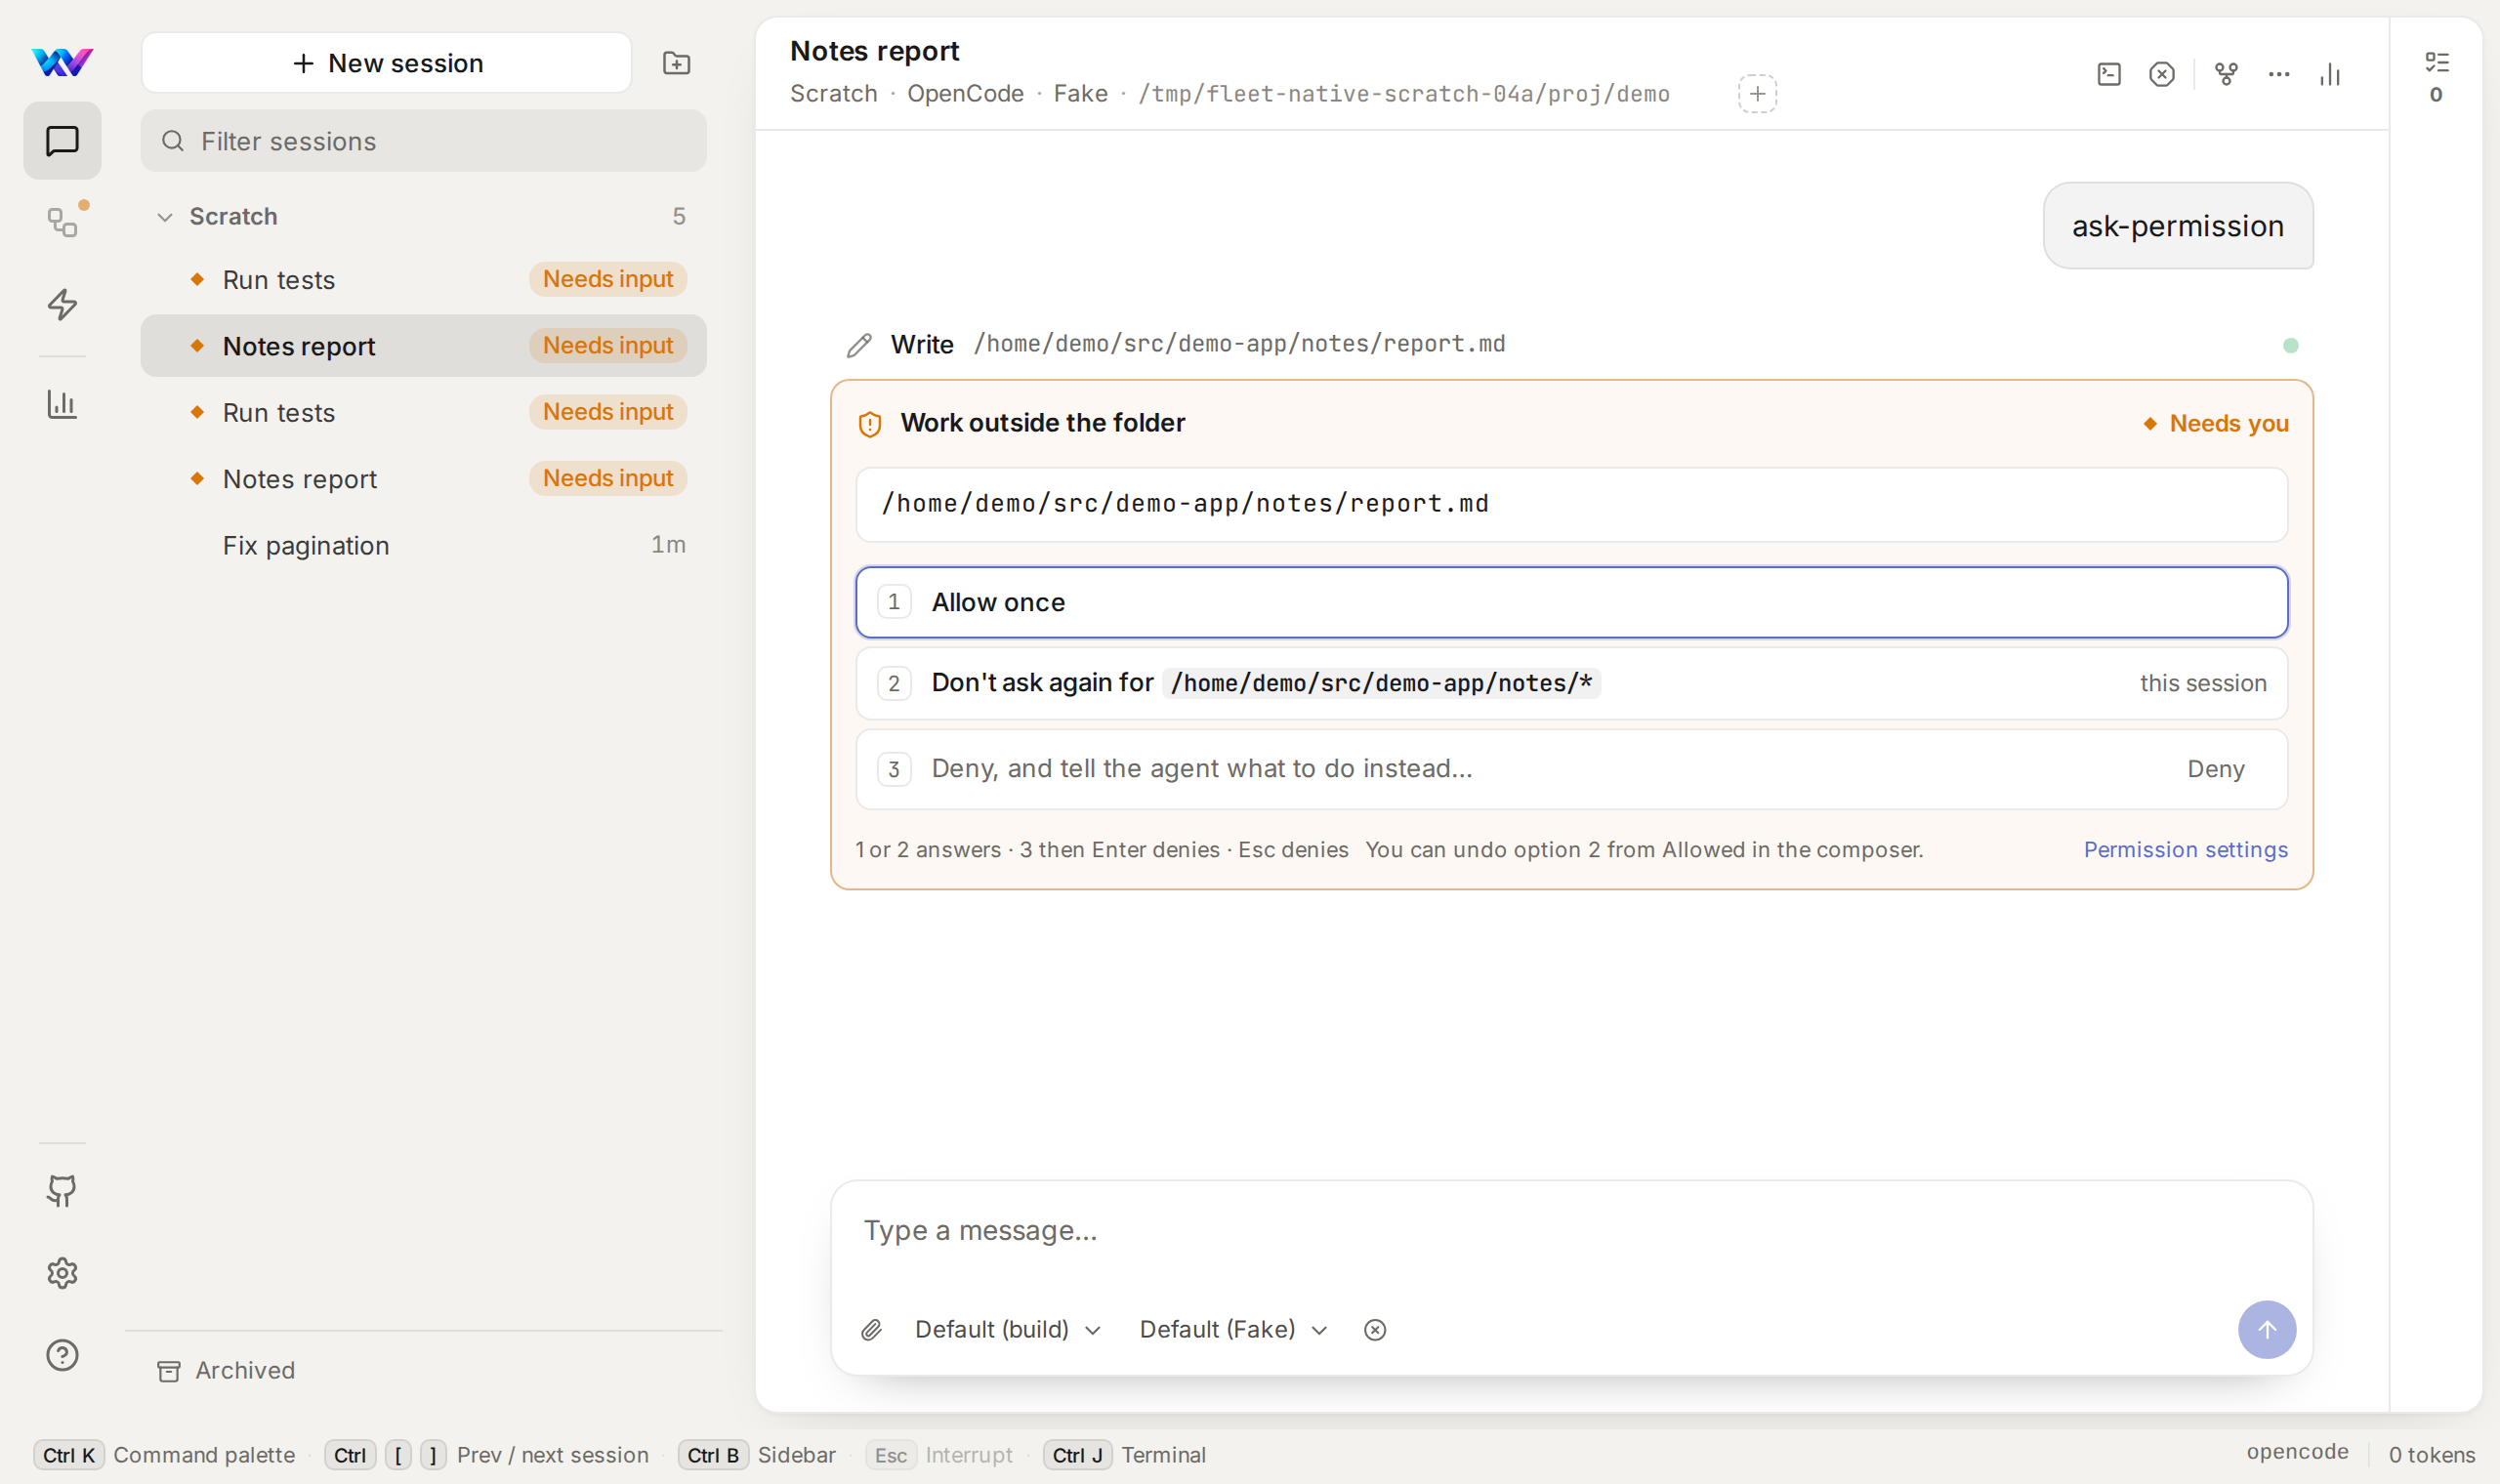 New session
Filter sessions
Scratch 5
Run tests Needs input
Notes report Needs input
Run tests Needs input
Notes report Needs input
Fix pagination 1m
Archived
Notes report
Scratch · OpenCode · Fake · /tmp/fleet-native-scratch-04a/proj/demo
0
ask-permission
Write /home/demo/src/demo-app/notes/report.md
Work outside the folder Needs you
/home/demo/src/demo-app/notes/report.md
1 Allow once
2 Don't ask again for /home/demo/src/demo-app/notes/* this session
3 Deny, and tell the agent what to do instead... Deny
1 or 2 answers · 3 then Enter denies · Esc denies You can undo option 2 from Allowed in the composer. Permission settings
Type a message...
Default (build) Default (Fake)
Ctrl K Command palette · Ctrl [ ] Prev / next session · Ctrl B Sidebar · Esc Interrupt · Ctrl J Terminal
opencode 0 tokens